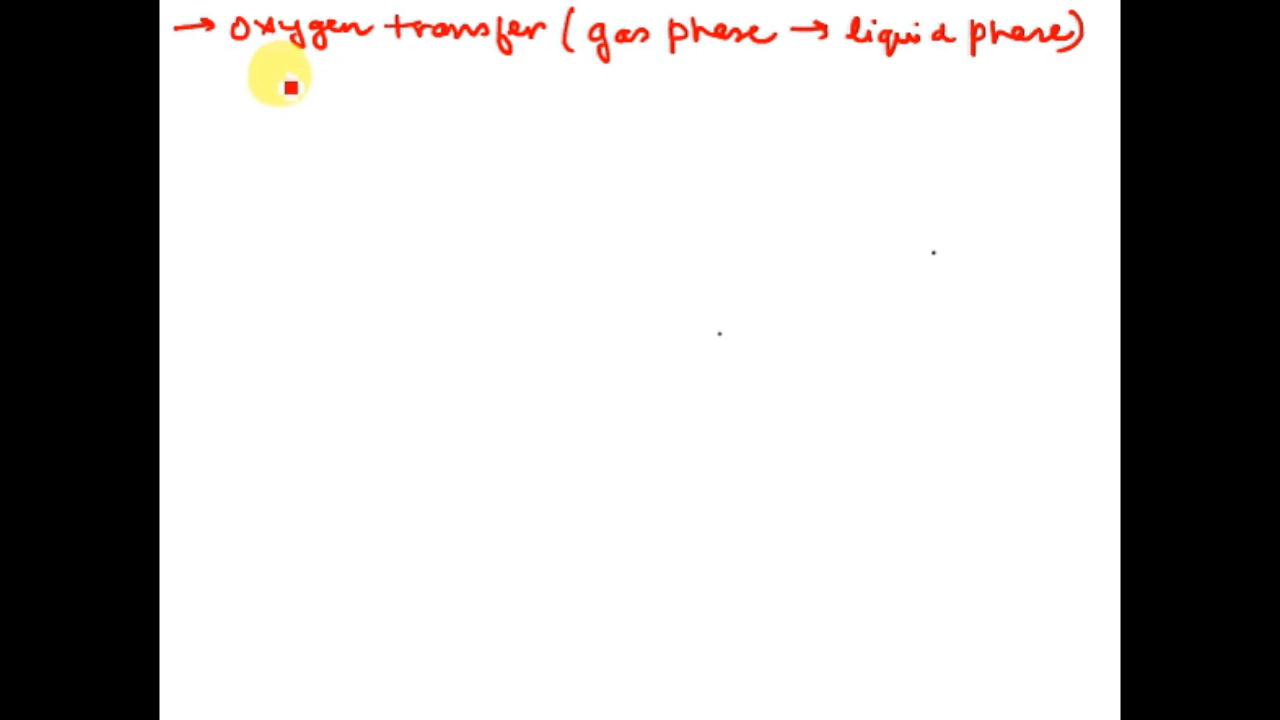 → oxygen transfer (gas phase → liquid phase)